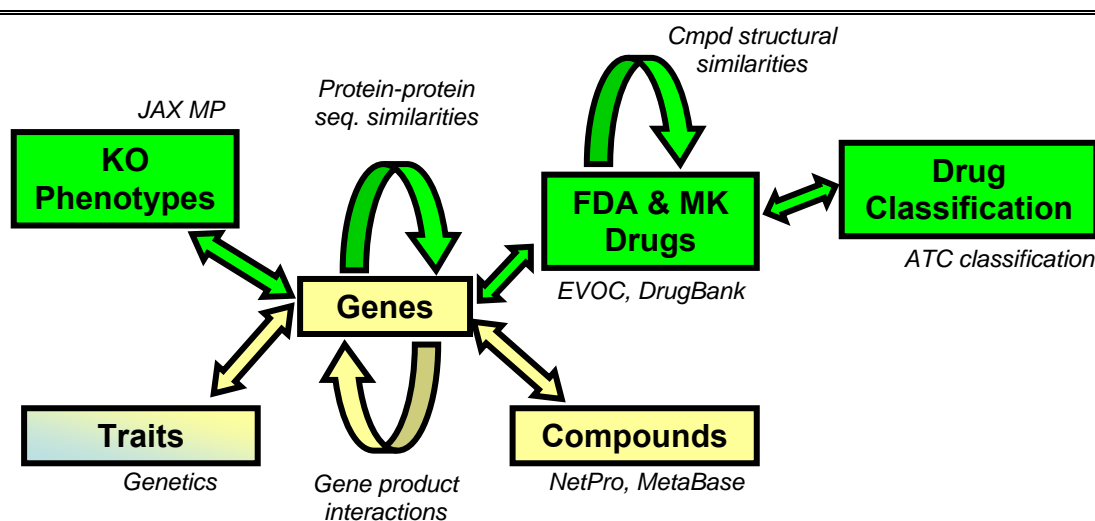 Cmpd structural
similarities
Protein-protein
seq. similarities
JAX MP
KO
Phenotypes
FDA & MK
Drugs
Drug
Classification
ATC classification
EVOC, DrugBank
Genes
Traits
Genetics
Compounds
NetPro, MetaBase
Gene product
interactions